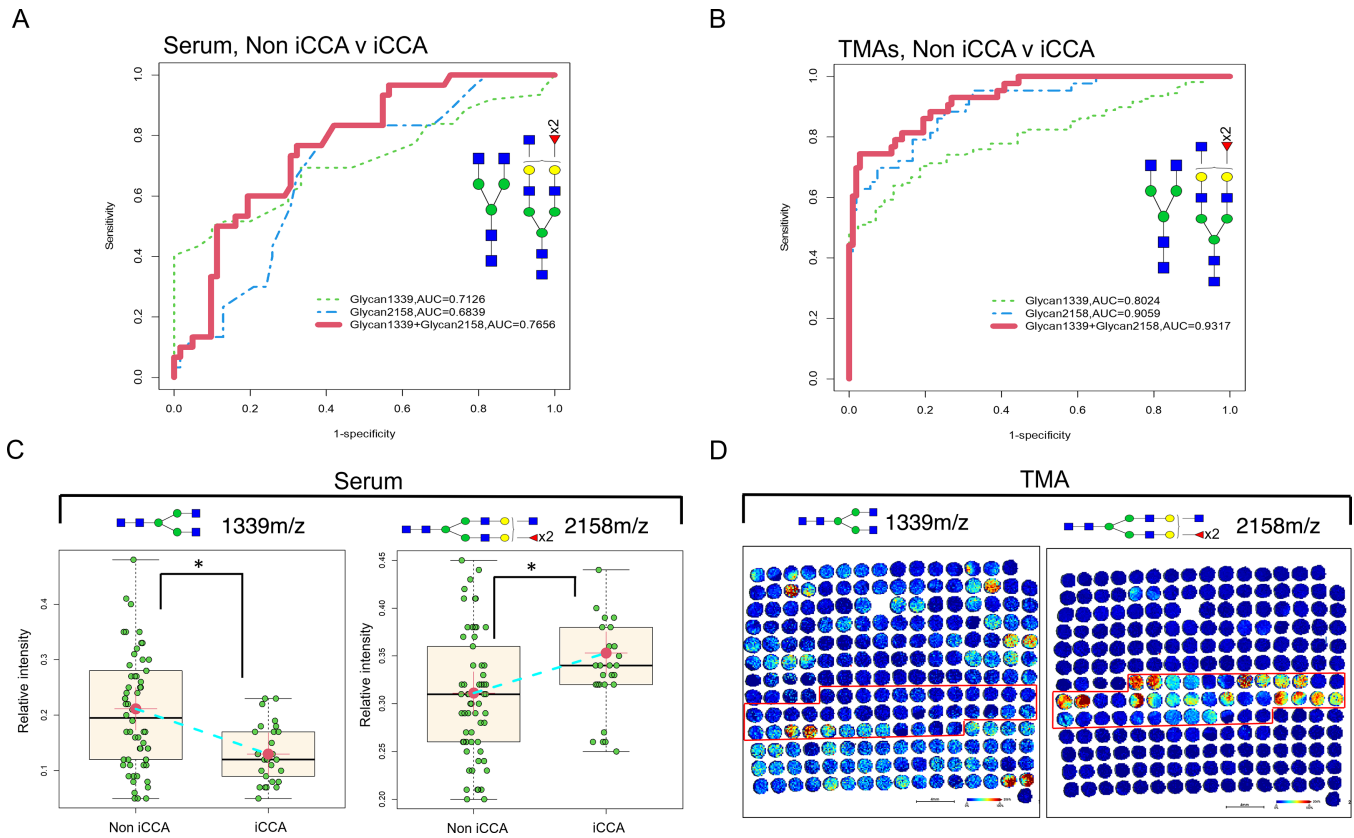 A
Serum, Non iCCA v iCCA
Sensitivity
1.0
0.8
0.6
0.4
0.2
0.0
x2
Glycan1339,AUC=0.7126
Glycan2158,AUC=0.6839
Glycan1339+Glycan2158,AUC=0.7656
0.0 0.2 0.4 0.6 0.8 1.0
1-specificity
B
TMAs, Non iCCA v iCCA
Sensitivity
1.0
0.8
0.6
0.4
0.2
0.0
x2
Glycan1339,AUC=0.8024
Glycan2158,AUC=0.9059
Glycan1339+Glycan2158,AUC=0.9317
0.0 0.2 0.4 0.6 0.8 1.0
1-specificity
C
Serum
1339m/z
*
Relative intensity
0.4
0.3
0.2
0.1
Non iCCA iCCA
x2
2158m/z
*
Relative intensity
0.45
0.40
0.35
0.30
0.25
0.20
Non iCCA iCCA
D
TMA
1339m/z
x2
2158m/z